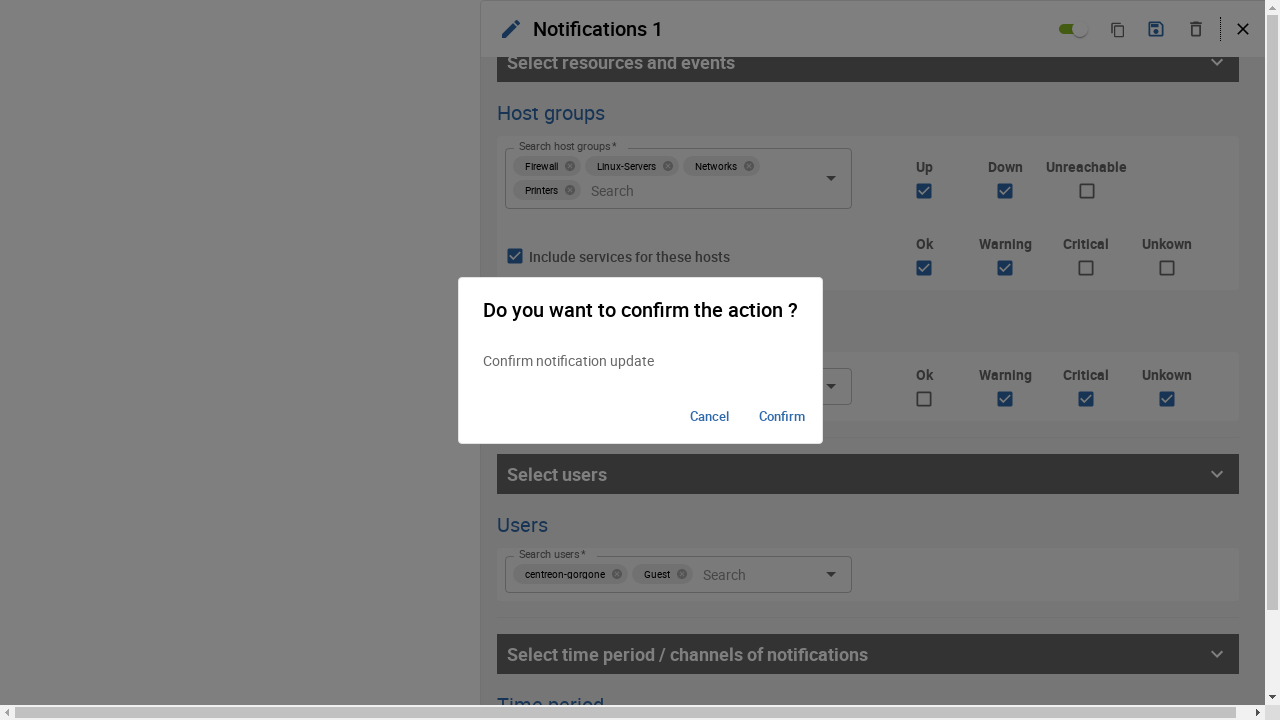 Notifications 1
Select resources and events
Host groups
Search host groups *
Firewall Linux-Servers Networks
Printers Search
Up Down Unreachable
Include services for these hosts
Ok Warning Critical Unkown
Do you want to confirm the action ?
Confirm notification update
Cancel Confirm
Ok Warning Critical Unkown
Select users
Users
Search users *
centreon-gorgone Guest Search
Select time period / channels of notifications
Time period